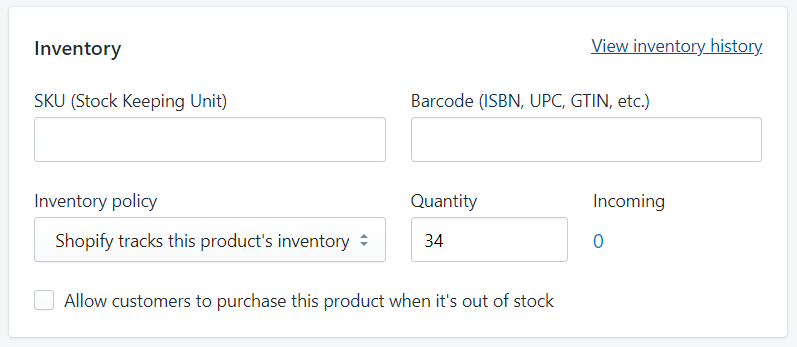 Inventory
View inventory history
SKU (Stock Keeping Unit)
Barcode (ISBN, UPC, GTIN, etc.)
Inventory policy
Quantity
Incoming
Shopify tracks this product's inventory
34
0
Allow customers to purchase this product when it's out of stock